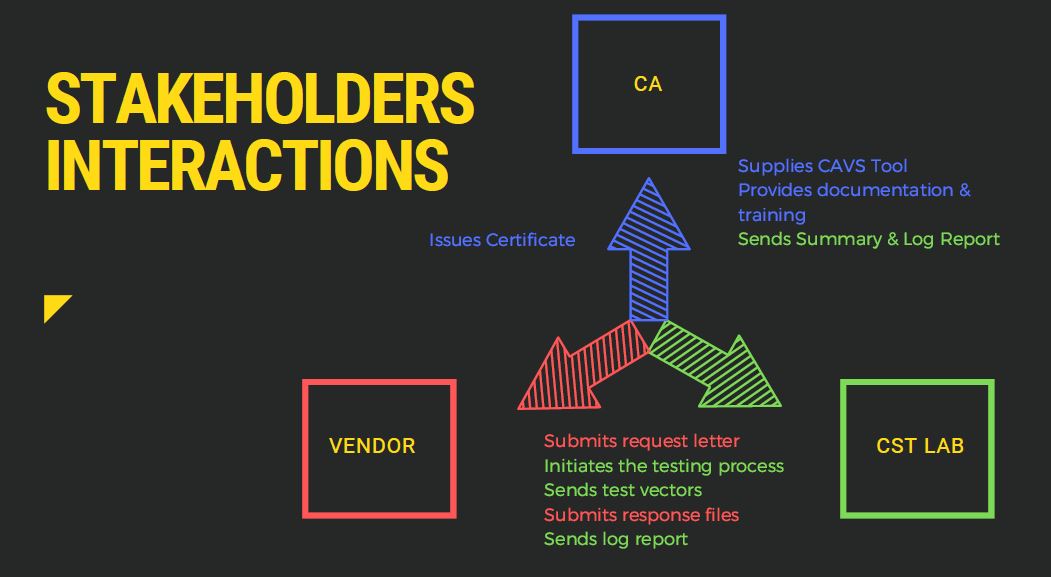 STAKEHOLDERS
INTERACTIONS
CA
Supplies CAVS Tool
Provides documentation &
training
Sends Summary & Log Report
Issues Certificate
VENDOR
CST LAB
Submits request letter
Initiates the testing process
Sends test vectors
Submits response files
Sends log report